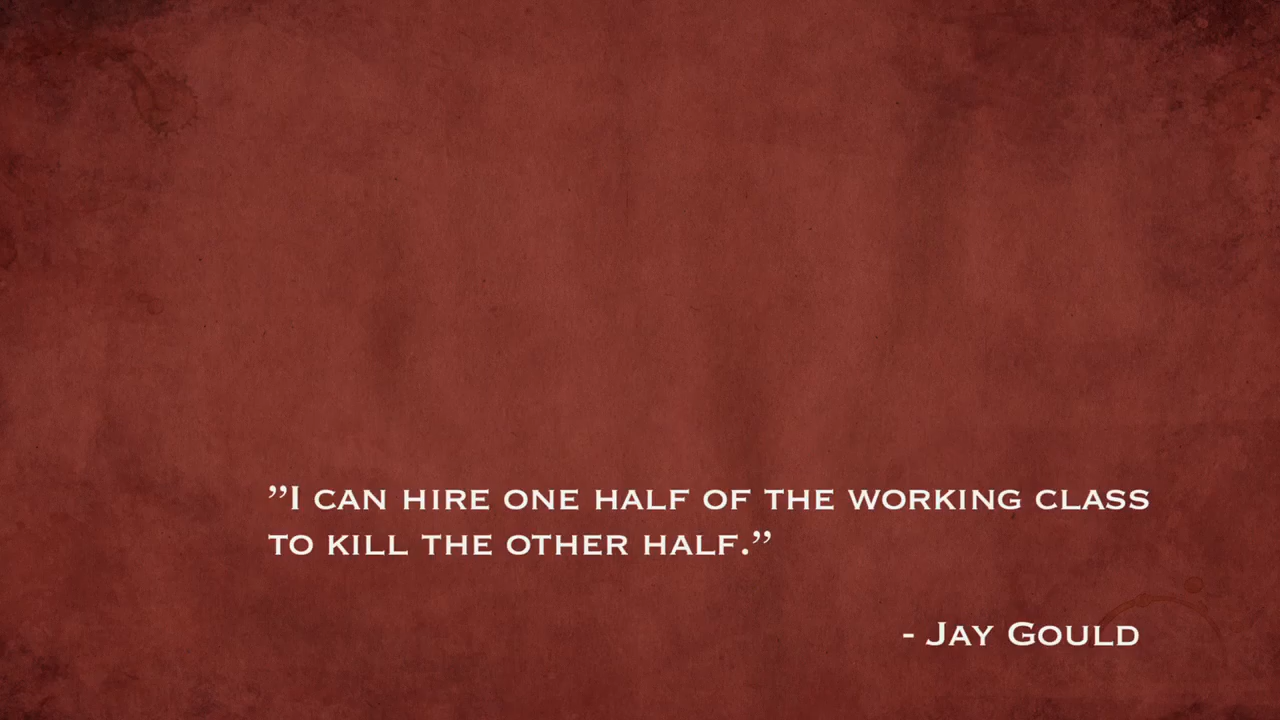 ”I can hire one half of the working class
to kill the other half.”
- Jay Gould